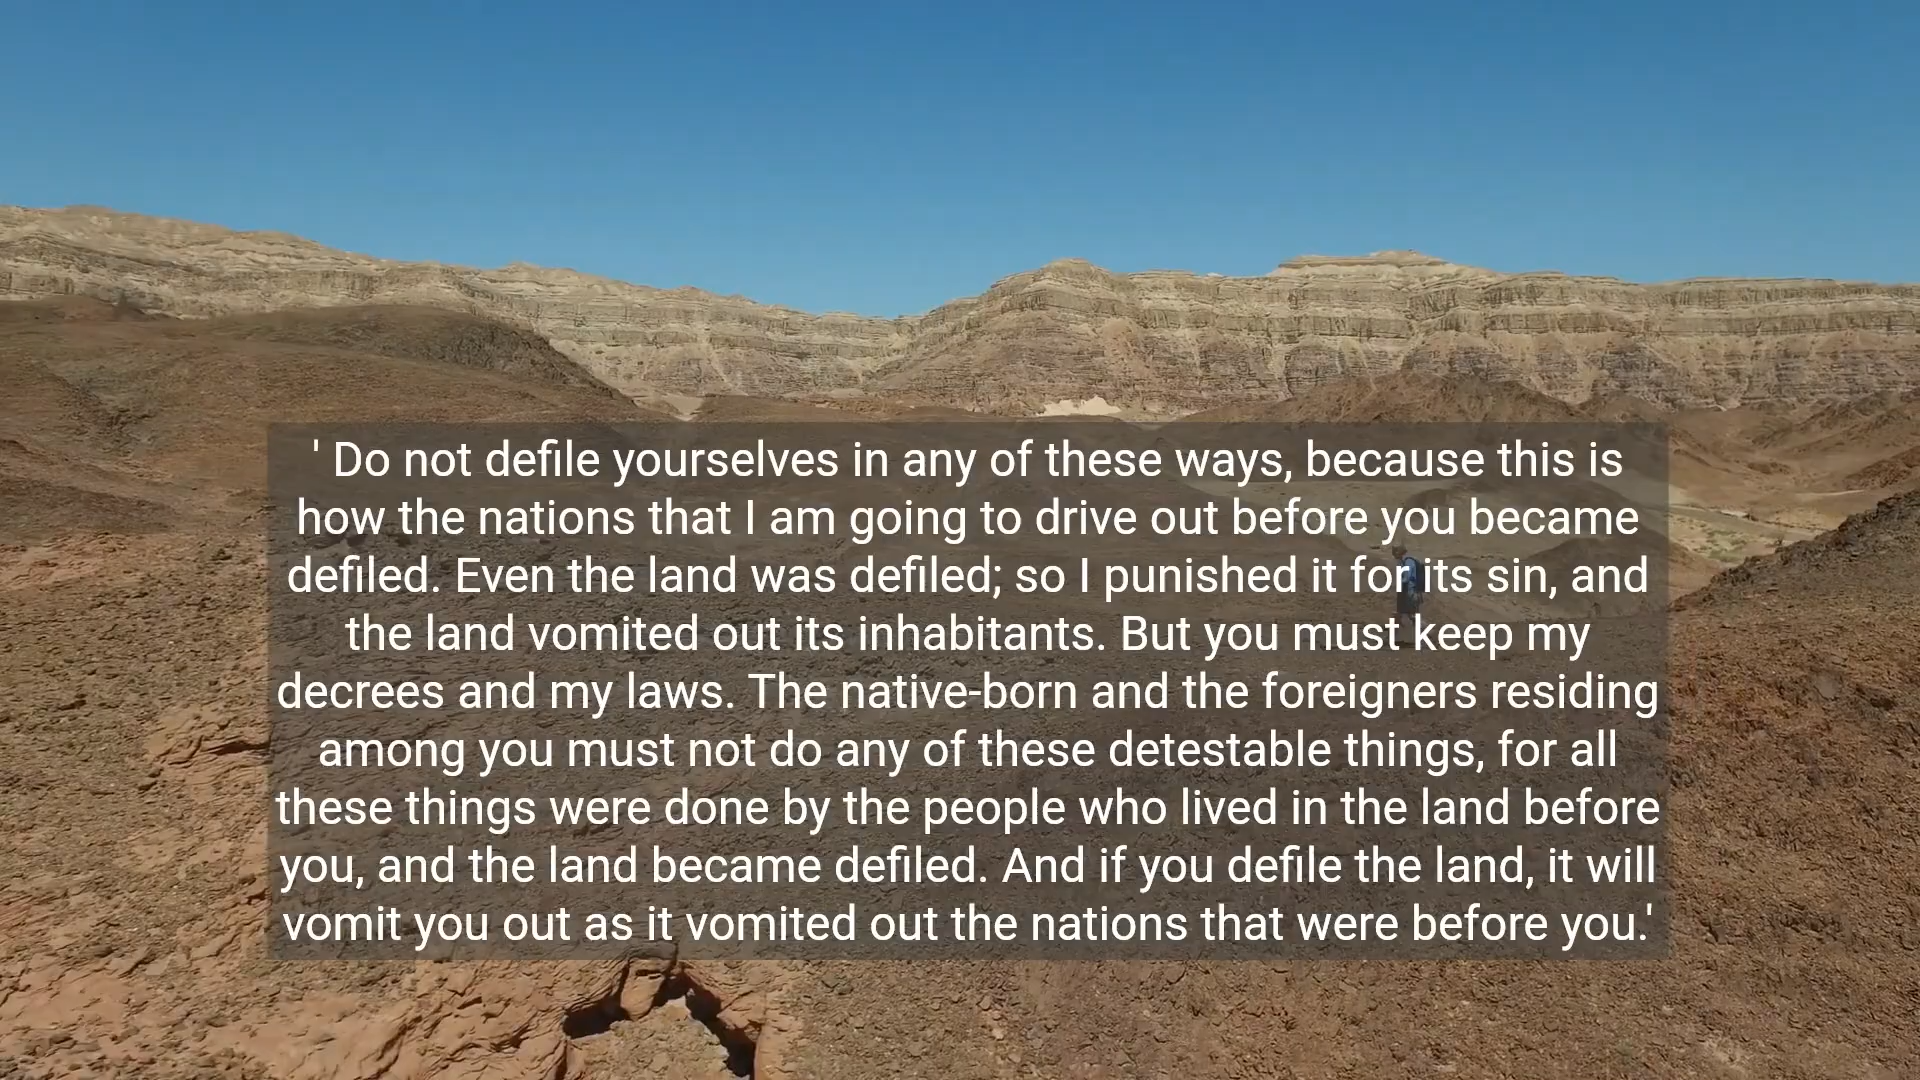 ' Do not defile yourselves in any of these ways, because this is
how the nations that I am going to drive out before you became
defiled. Even the land was defiled; so I punished it for its sin, and
the land vomited out its inhabitants. But you must keep my
decrees and my laws. The native-born and the foreigners residing
among you must not do any of these detestable things, for all
these things were done by the people who lived in the land before
you, and the land became defiled. And if you defile the land, it will
vomit you out as it vomited out the nations that were before you.'